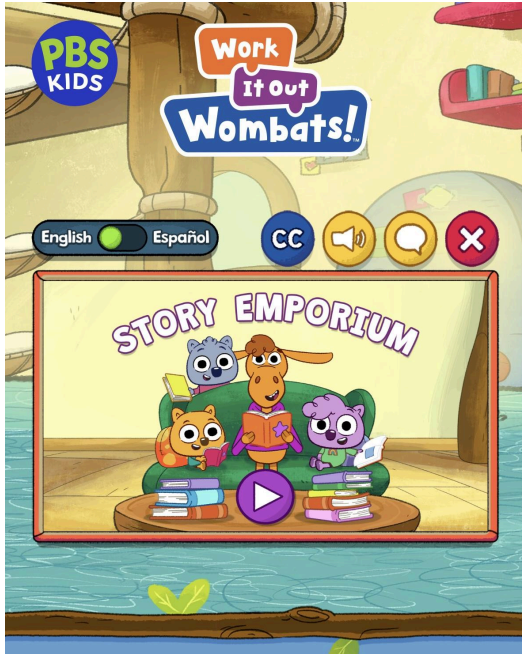 PBS
KIDS
Work
It Out
Wombats!
English Español
CC
STORY EMPORIUM